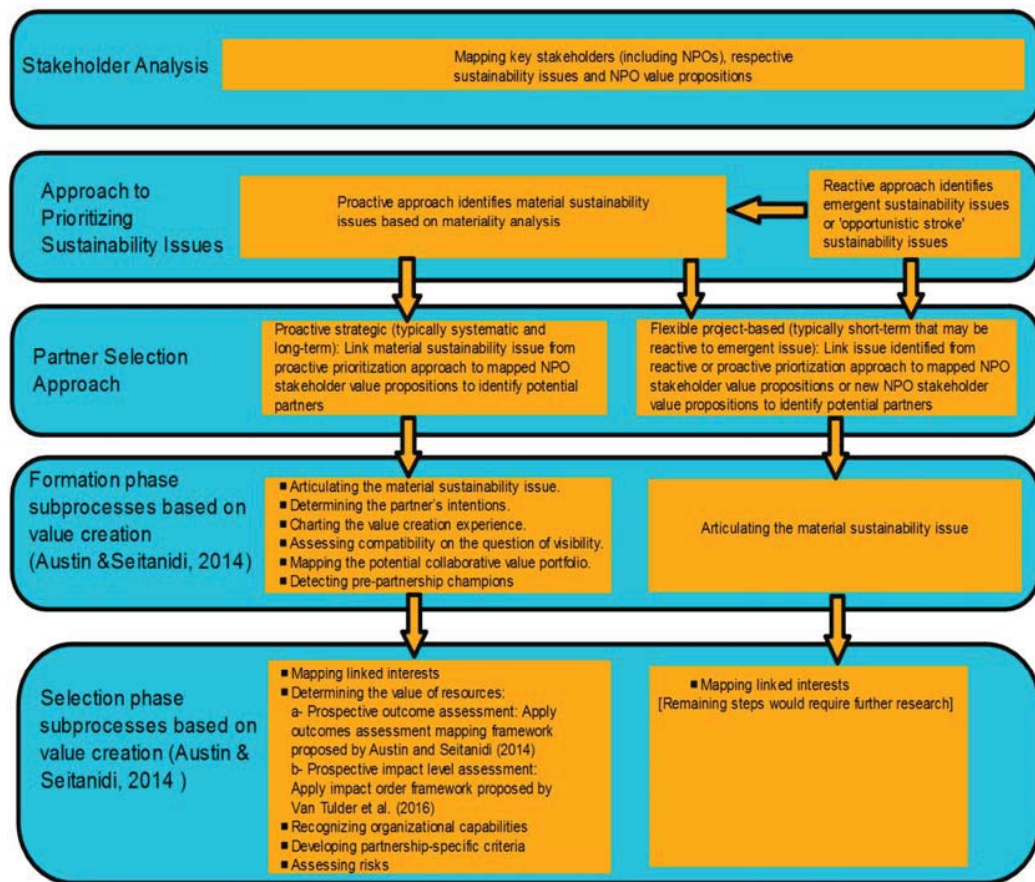 Stakeholder Analysis
Mapping key stakeholders (including NPOs), respective
sustainability issues and NPO value propositions
Approach to
Prioritizing
Sustainability Issues
Proactive approach identifies material sustainability
issues based on materiality analysis
Reactive approach identifies
emergent sustainability issues
or 'opportunistic stroke'
sustainability issues
Partner Selection
Approach
Proactive strategic (typically systematic and
long-term): Link material sustainability issue from
proactive prioritization approach to mapped NPO
stakeholder value propositions to identify potential
partners
Flexible project-based (typically short-term that may be
reactive to emergent issue): Link issue identified from
reactive or proactive priortization approach to mapped NPO
stakeholder value propositions or new NPO stakeholder
value propositions to identify potential partners
Formation phase
subprocesses based on
value creation
(Austin &Seitanidi, 2014)
■ Articulating the material sustainability issue.
■ Determining the partner's intentions.
■ Charting the value creation experience.
■ Assessing compatibility on the question of visibility.
■ Mapping the potential collaborative value portfolio.
■ Detecting pre-partnership champions
Articulating the material sustainability issue
Selection phase
subprocesses based on
value creation (Austin &
Seitanidi, 2014 )
■ Mapping linked interests
■ Determining the value of resources:
a- Prospective outcome assessment: Apply
outcomes assessment mapping framework
proposed by Austin and Seitanidi (2014)
b- Prospective impact level assessment:
Apply impact order framework proposed by
Van Tulder et al. (2016)
■ Recognizing organizational capabilities
■ Developing partnership-specific criteria
■ Assessing risks
■ Mapping linked interests
[Remaining steps would require further research]